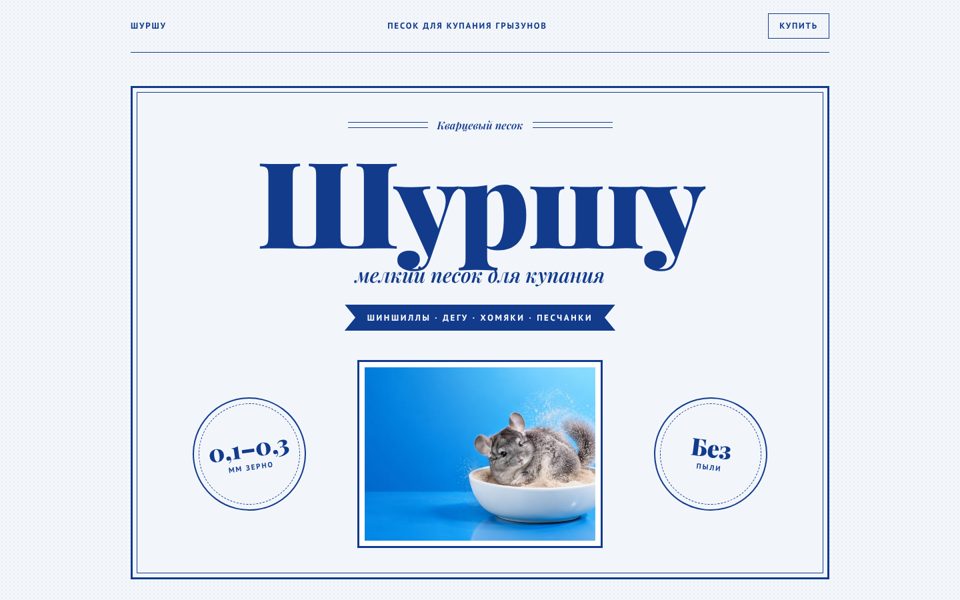 ШУРШУ
ПЕСОК ДЛЯ КУПАНИЯ ГРЫЗУНОВ
КУПИТЬ
Кварцевый песок
Шуршу
мелкий песок для купания
ШИНШИЛЛЫ · ДЕГУ · ХОМЯКИ · ПЕСЧАНКИ
0,1–0,3
ММ ЗЕРНО
Без
ПЫЛИ